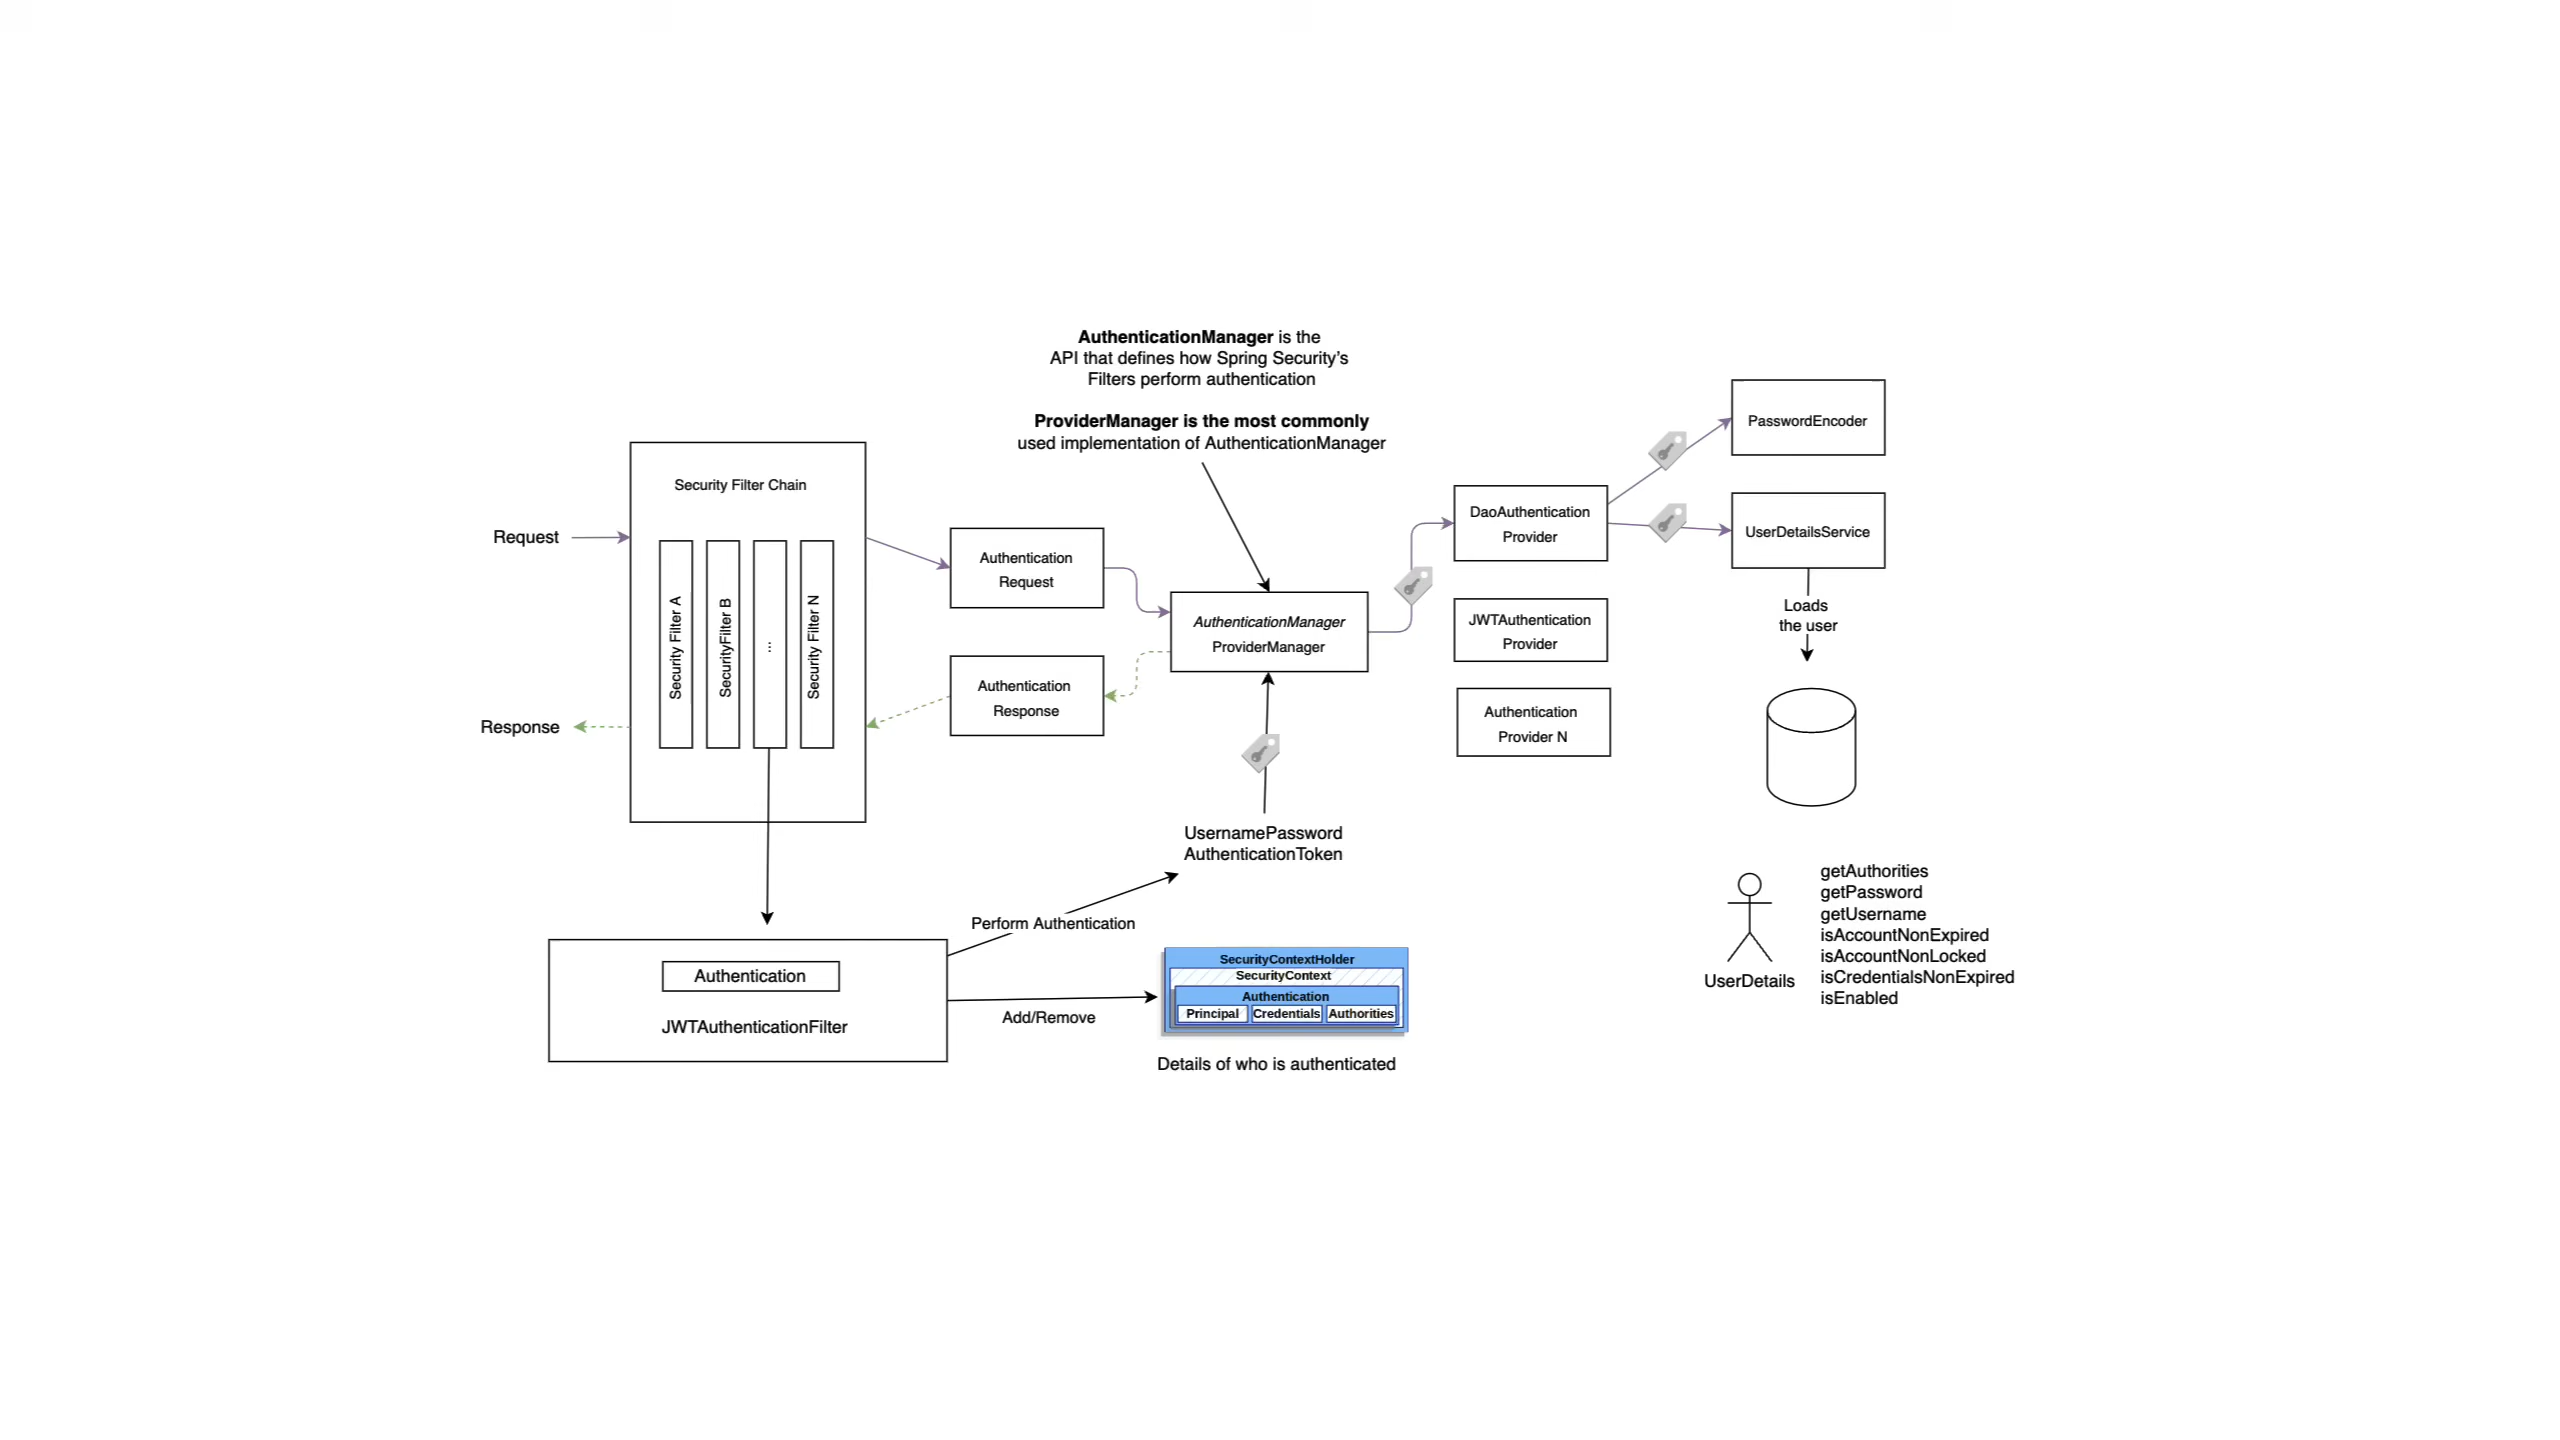 AuthenticationManager is the
API that defines how Spring Security's
Filters perform authentication
ProviderManager is the most commonly
used implementation of AuthenticationManager
Request
Response
Security Filter Chain
Security Filter A
SecurityFilter B
...
Security Filter N
Authentication
Request
Authentication
Response
AuthenticationManager
ProviderManager
DaoAuthentication
Provider
JWTAuthentication
Provider
Authentication
Provider N
PasswordEncoder
UserDetailsService
Loads
the user
UsernamePassword
AuthenticationToken
Perform Authentication
Add/Remove
Authentication
JWTAuthenticationFilter
SecurityContextHolder
SecurityContext
Authentication
Principal
Credentials
Authorities
Details of who is authenticated
UserDetails
getAuthorities
getPassword
getUsername
isAccountNonExpired
isAccountNonLocked
isCredentialsNonExpired
isEnabled